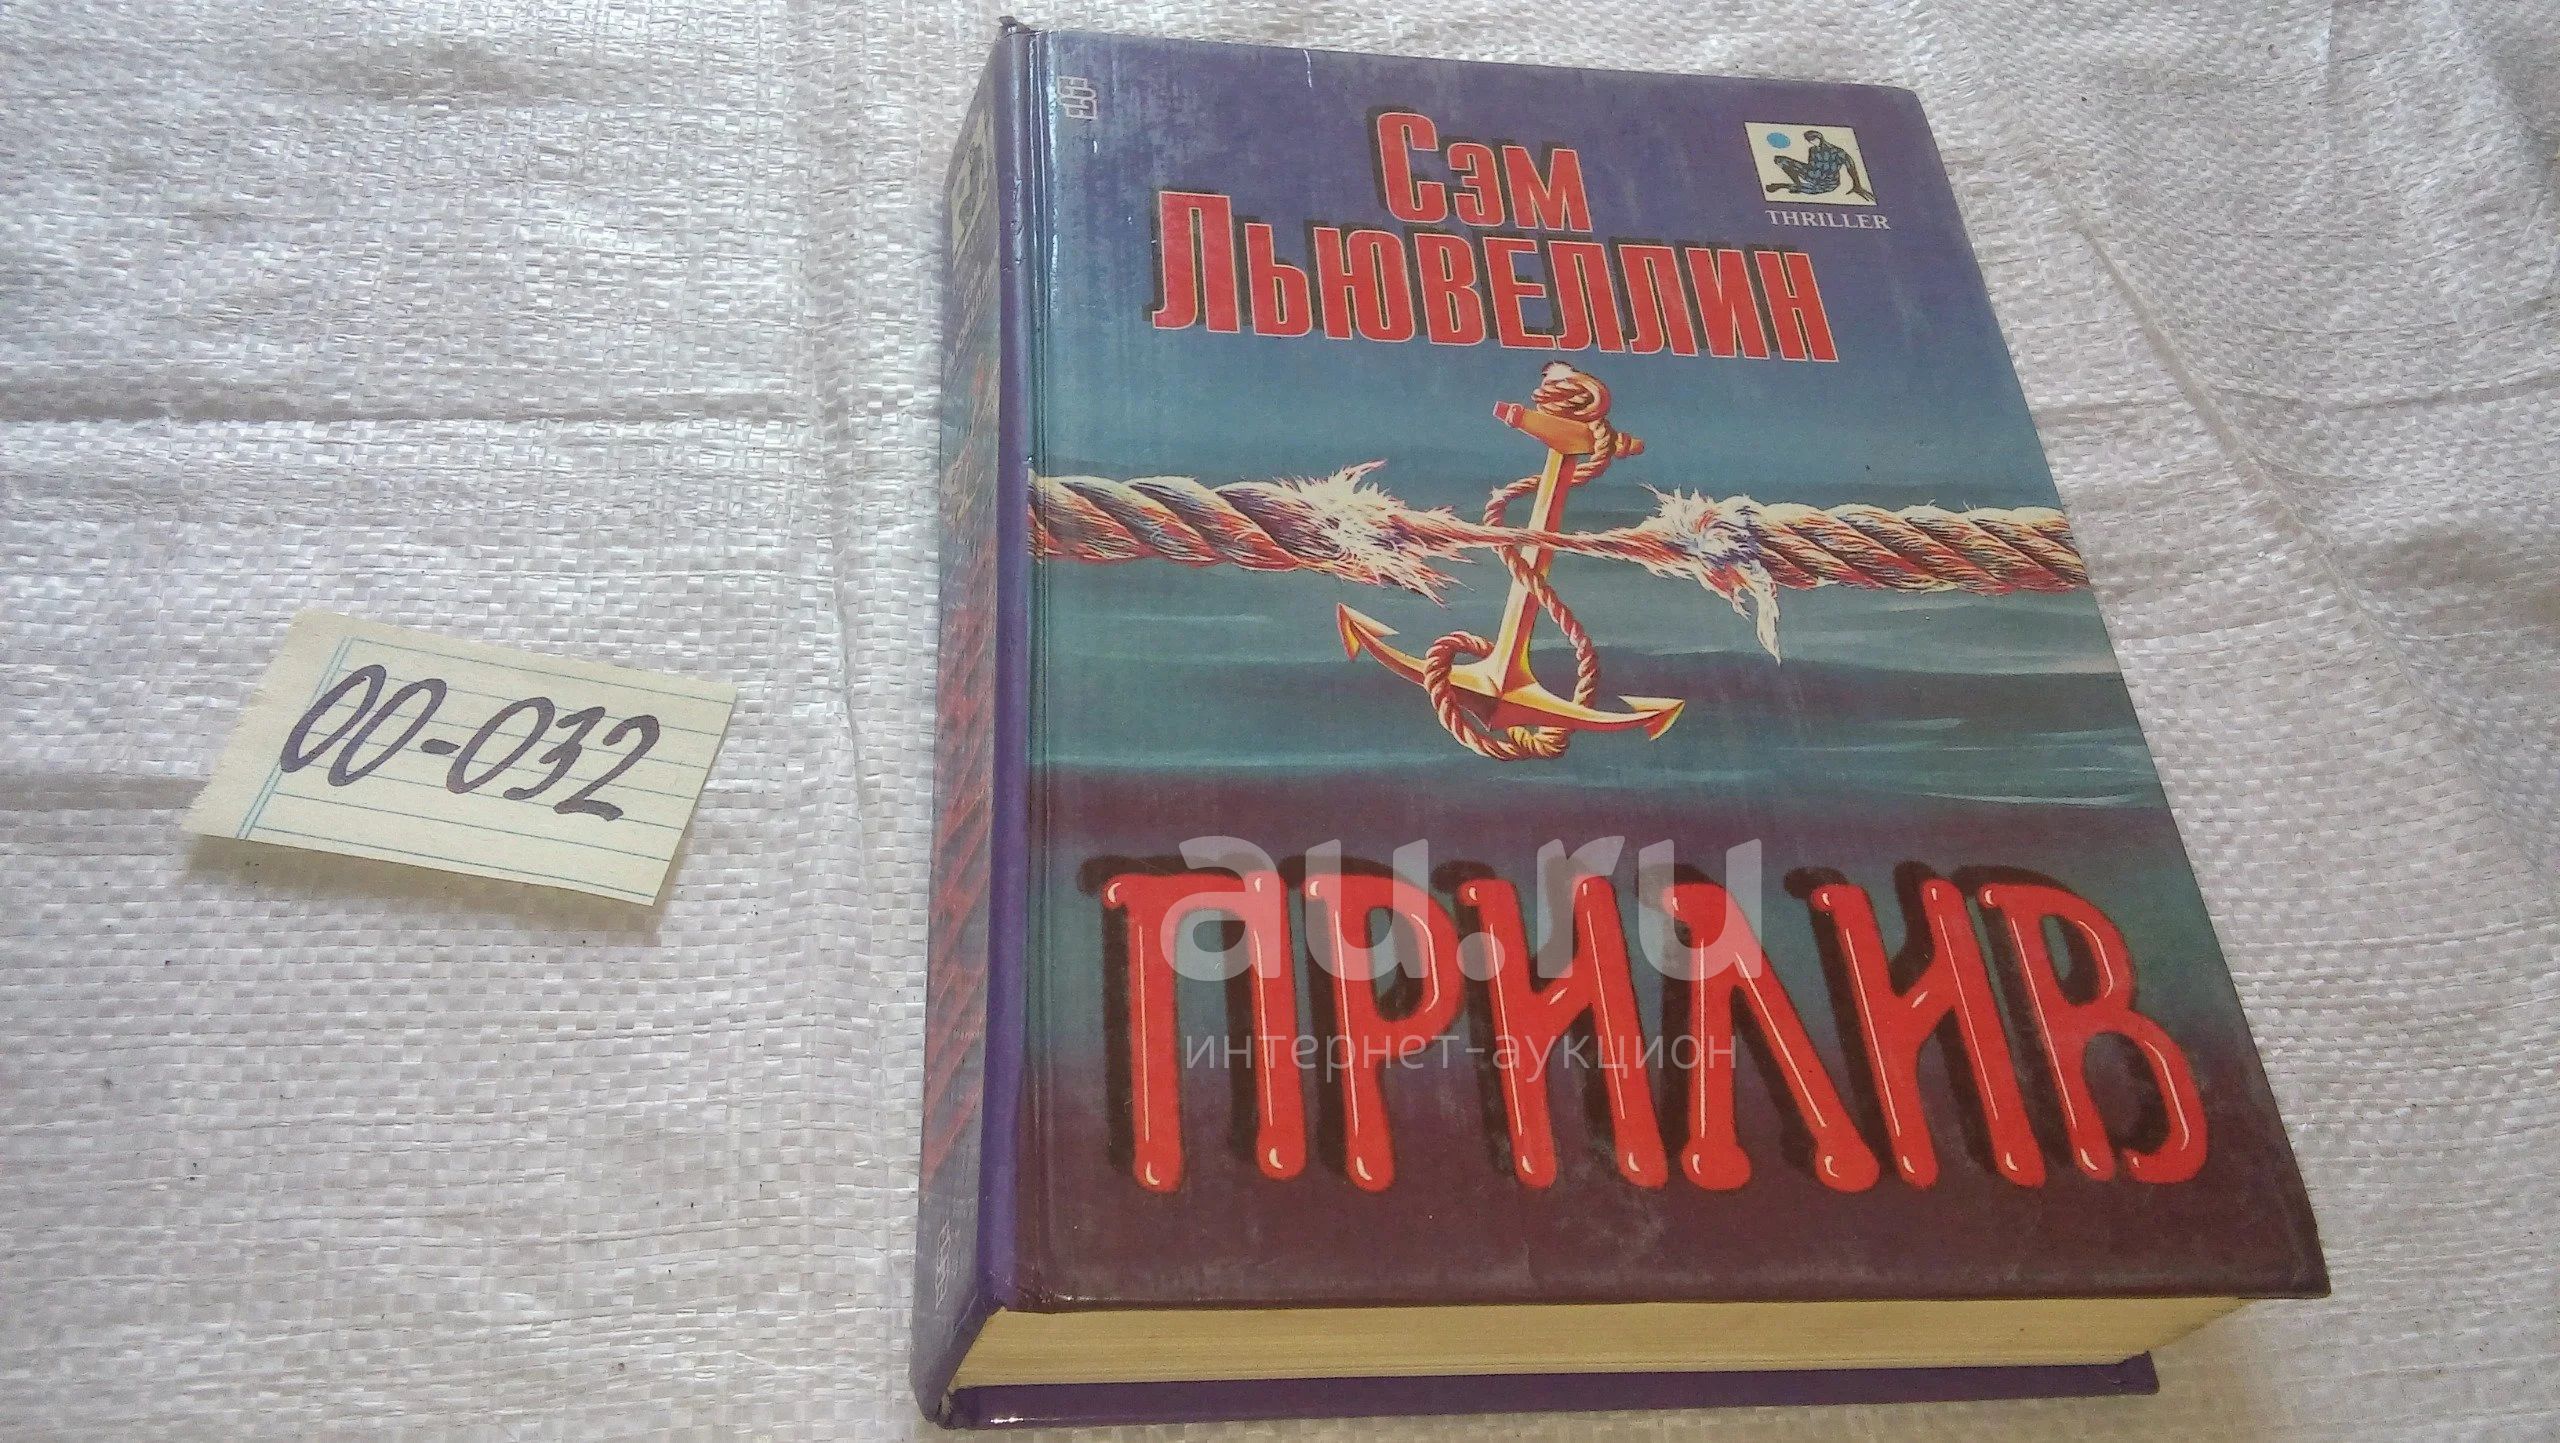 Сэм
Льювеллин
THRILLER
00-032
ПРИЛИВ
au.ru
интернет-аукцион